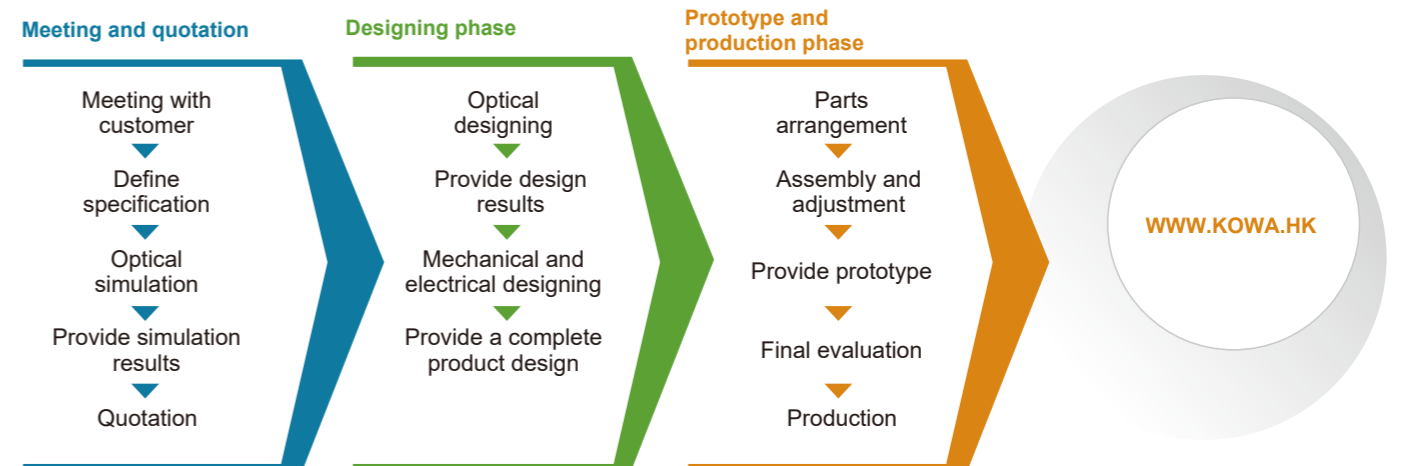 Meeting and quotation
Meeting with
customer
Define
specification
Optical
simulation
Provide simulation
results
Quotation
Designing phase
Optical
designing
Provide design
results
Mechanical and
electrical designing
Provide a complete
product design
Prototype and
production phase
Parts
arrangement
Assembly and
adjustment
Provide prototype
Final evaluation
Production
WWW.KOWA.HK